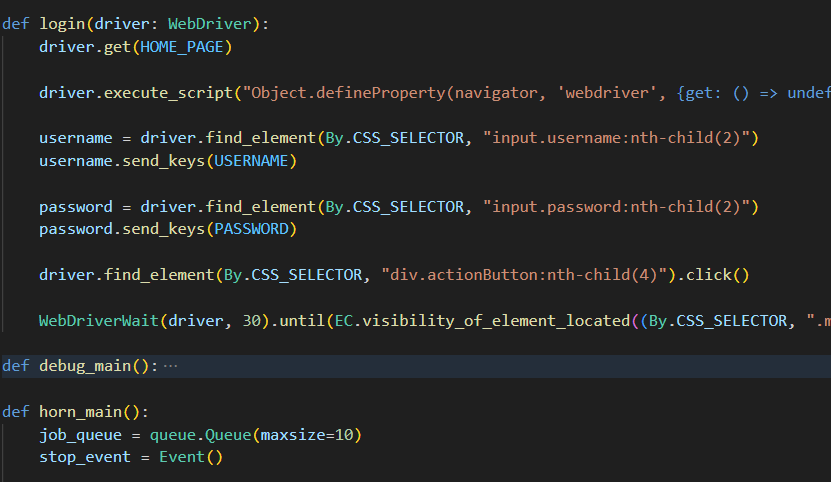 def login(driver: WebDriver):
driver.get(HOME_PAGE)
driver.execute_script("Object.defineProperty(navigator, 'webdriver', {get: () => undef
username = driver.find_element(By.CSS_SELECTOR, "input.username:nth-child(2)")
username.send_keys(USERNAME)
password = driver.find_element(By.CSS_SELECTOR, "input.password:nth-child(2)")
password.send_keys(PASSWORD)
driver.find_element(By.CSS_SELECTOR, "div.actionButton:nth-child(4)").click()
WebDriverWait(driver, 30).until(EC.visibility_of_element_located((By.CSS_SELECTOR, ".m
def debug_main():⋯
def horn_main():
job_queue = queue.Queue(maxsize=10)
stop_event = Event()